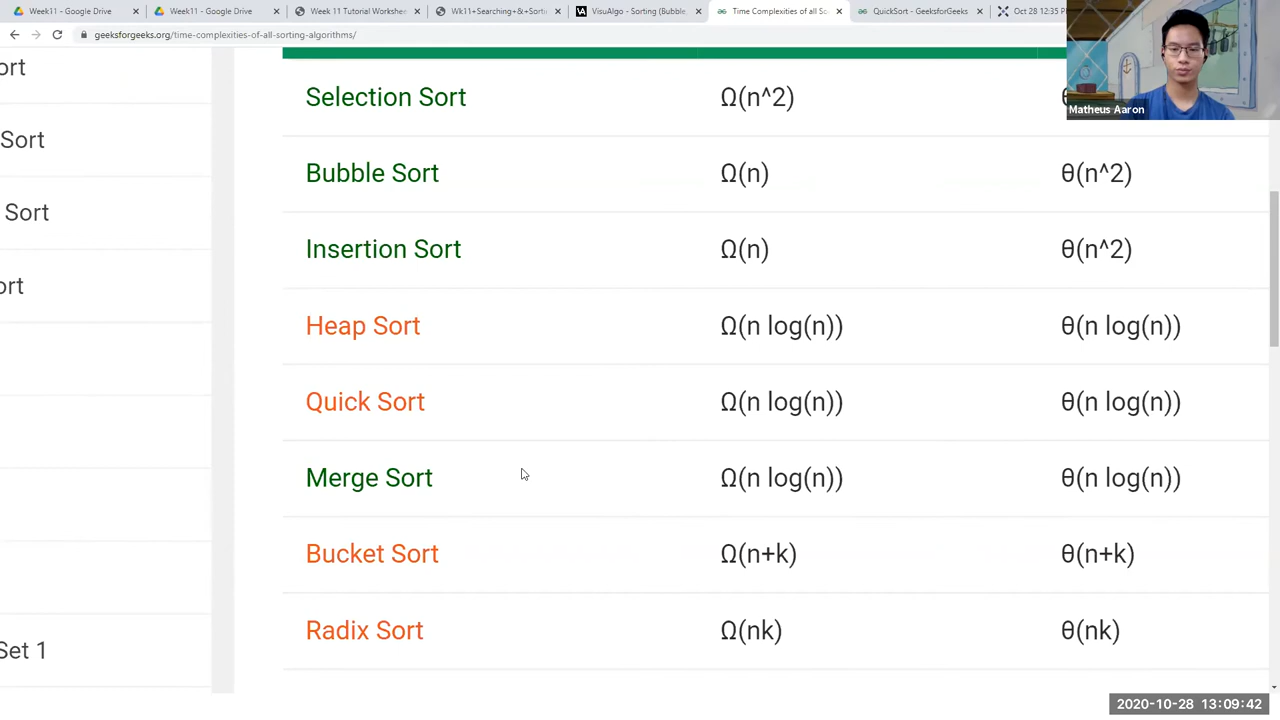 Week11 - Google Drive
Week11 - Google Drive
Week 11 Tutorial Workshee
Wk11+Searching+&+Sorti
VisuAlgo - Sorting (Bubble,
Time Complexities of all So
QuickSort - GeeksforGeeks
Oct 28 12:35 P
geeksforgeeks.org/time-complexities-of-all-sorting-algorithms/
Matheus Aaron
ort
Sort
Sort
ort
Set 1
Selection Sort Ω(n^2) θ
Bubble Sort Ω(n) θ(n^2)
Insertion Sort Ω(n) θ(n^2)
Heap Sort Ω(n log(n)) θ(n log(n))
Quick Sort Ω(n log(n)) θ(n log(n))
Merge Sort Ω(n log(n)) θ(n log(n))
Bucket Sort Ω(n+k) θ(n+k)
Radix Sort Ω(nk) θ(nk)
2020-10-28 13:09:42